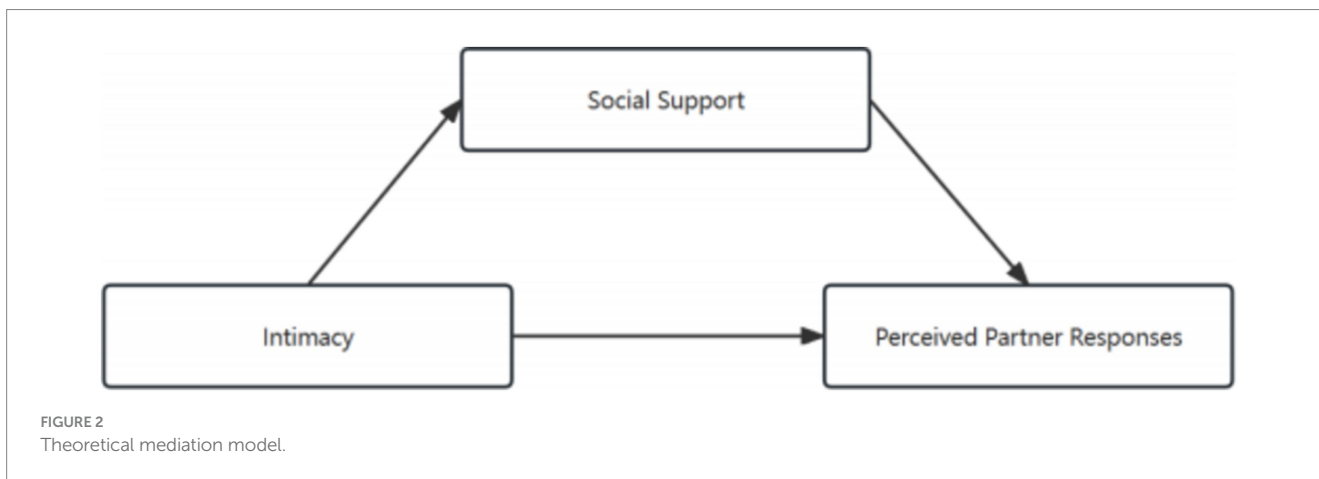 Social Support
Intimacy
Perceived Partner Responses
FIGURE 2
Theoretical mediation model.